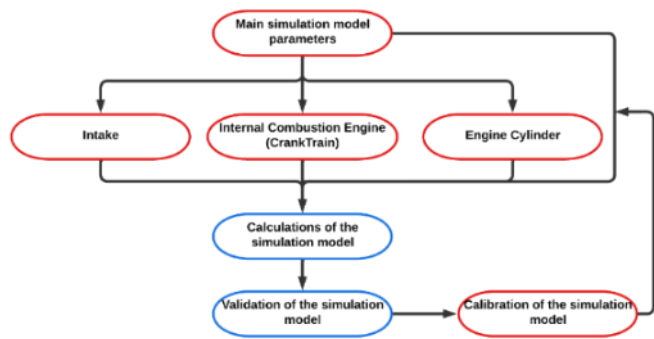 Main simulation model
parameters
Intake
Internal Combustion Engine
(CrankTrain)
Engine Cylinder
Calculations of the
simulation model
Validation of the simulation
model
Calibration of the simulation
model